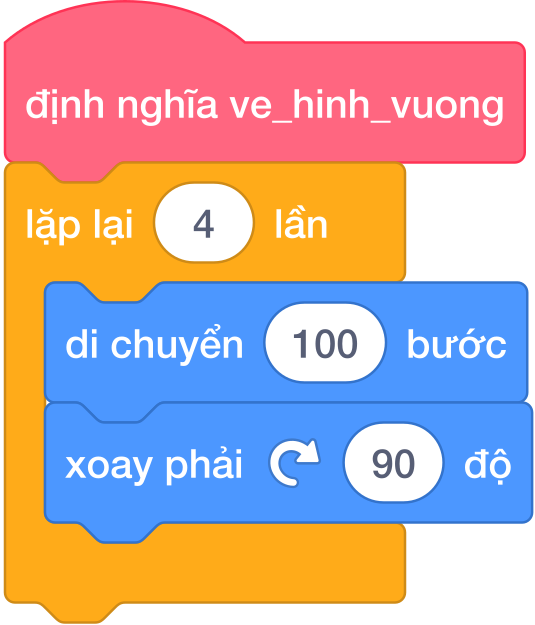 định nghĩa ve_hinh_vuong
lặp lại 4 lần
di chuyển 100 bước
xoay phải 90 độ